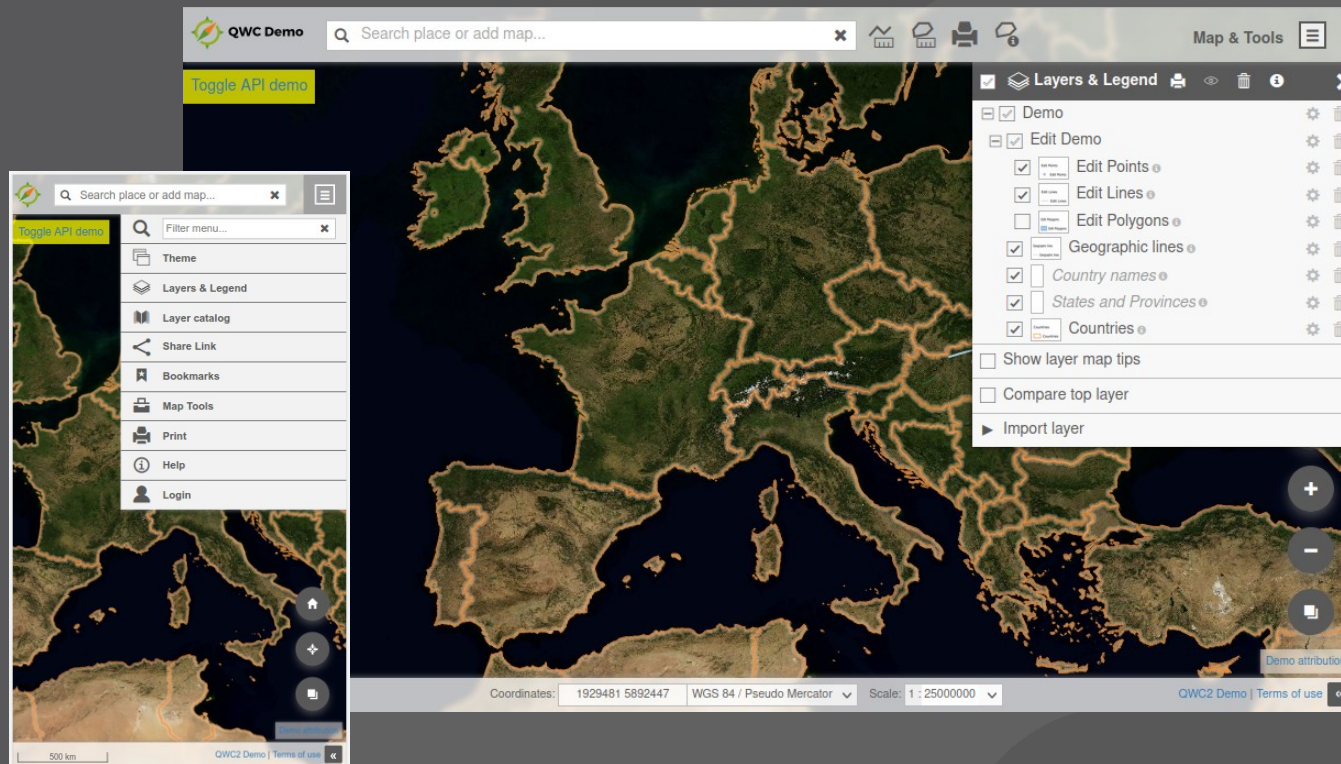 QWC Demo
Search place or add map...
Map & Tools
Toggle API demo
Layers & Legend
Demo
Edit Demo
Edit Points
Edit Lines
Edit Polygons
Geographic lines
Country names
States and Provinces
Countries
Show layer map tips
Compare top layer
Import layer
Demo attribution
Coordinates: 1929481 5892447 WGS 84 / Pseudo Mercator Scale: 1 : 25000000
QWC2 Demo | Terms of use «
Search place or add map...
Toggle API demo
Filter menu...
Theme
Layers & Legend
Layer catalog
Share Link
Bookmarks
Map Tools
Print
Help
Login
Demo attribution
500 km
QWC2 Demo | Terms of use «